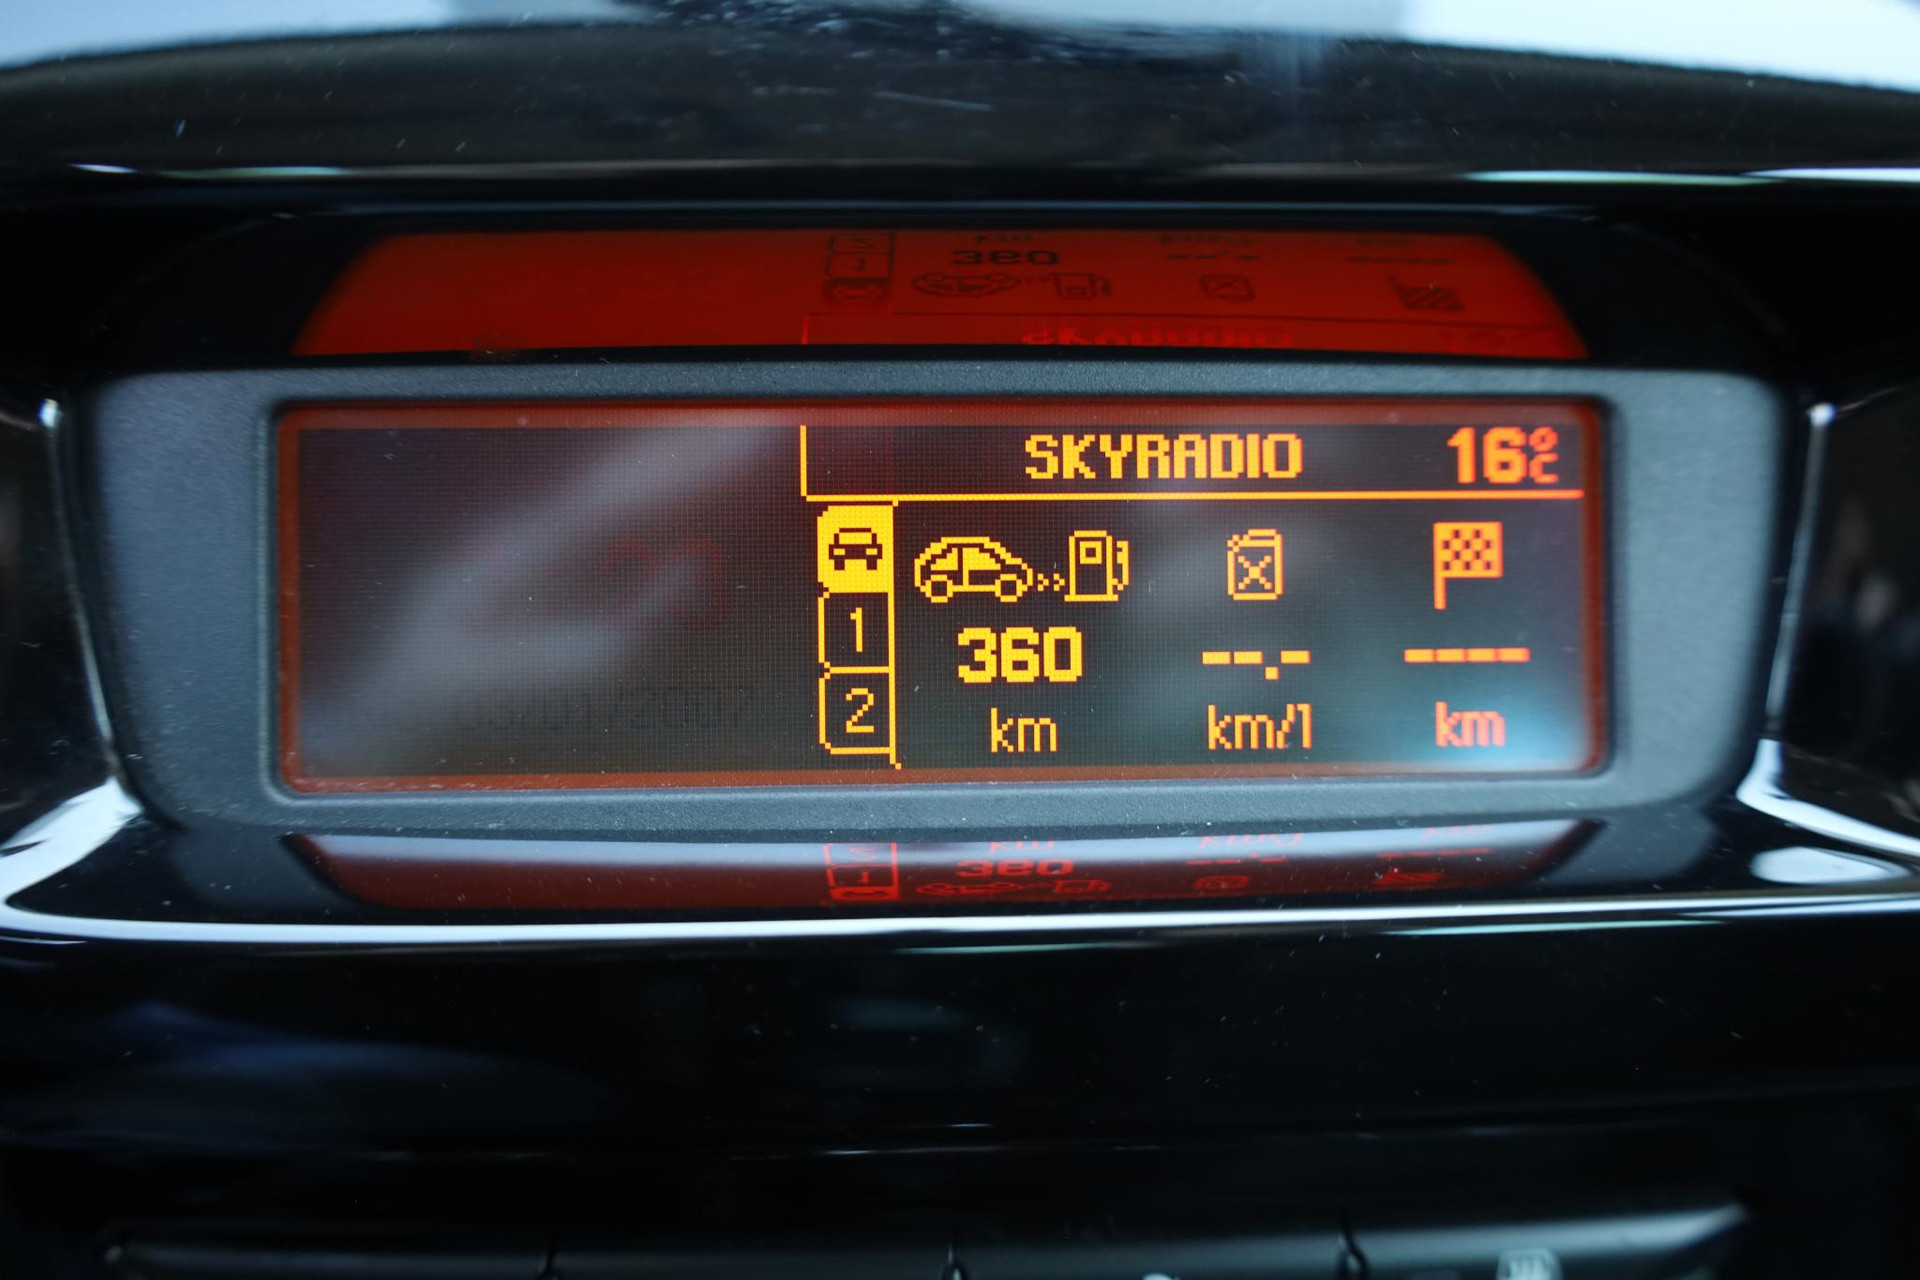 SKYRADIO 16°C
1
2
360 --.- ----
km km/l km